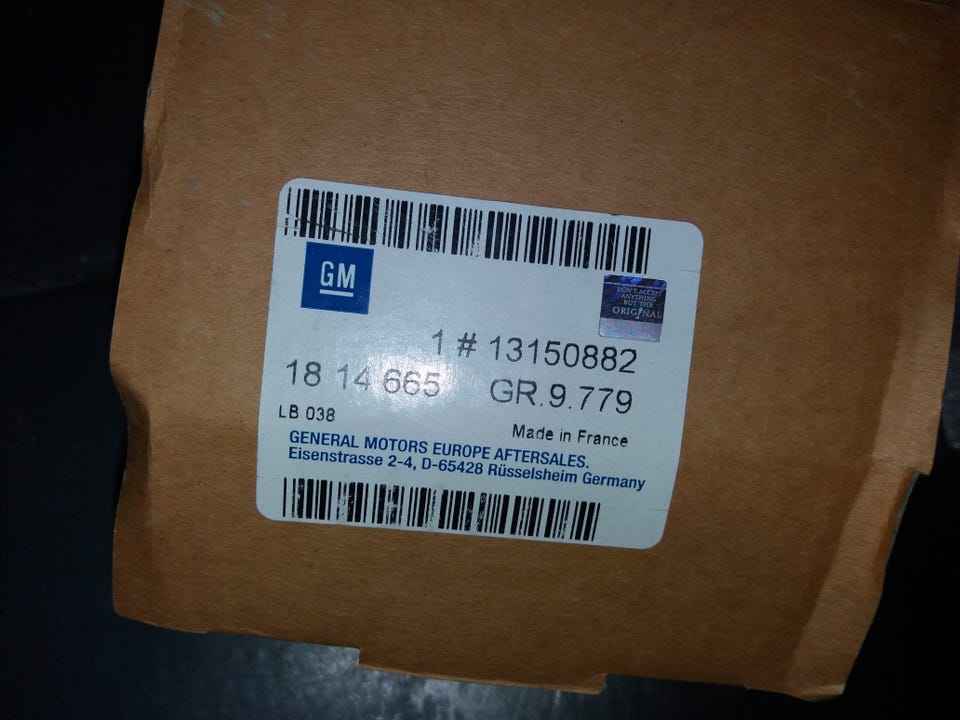 GM
DON'T ACCEPT
ANYTHING
BUT THE
ORIGINAL
1 # 13150882
18 14 665 GR.9.779
LB 038
Made in France
GENERAL MOTORS EUROPE AFTERSALES.
Eisenstrasse 2-4, D-65428 Rüsselsheim Germany